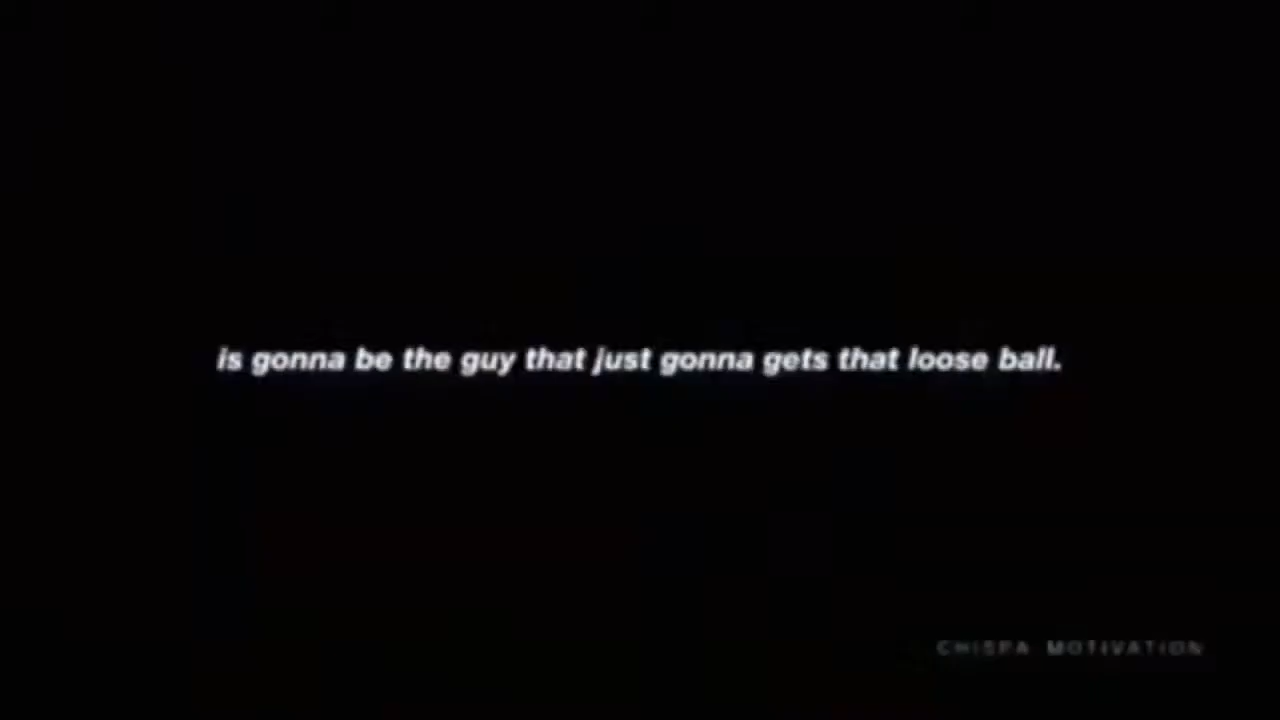 is gonna be the guy that just gonna gets that loose ball.
CHISPA MOTIVATION